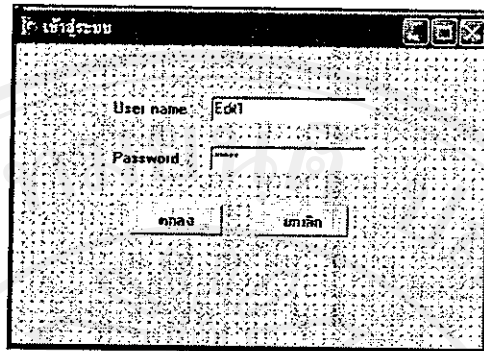 เข้าสู่ระบบ
User name Edit1
Password *****
ตกลง ยกเลิก